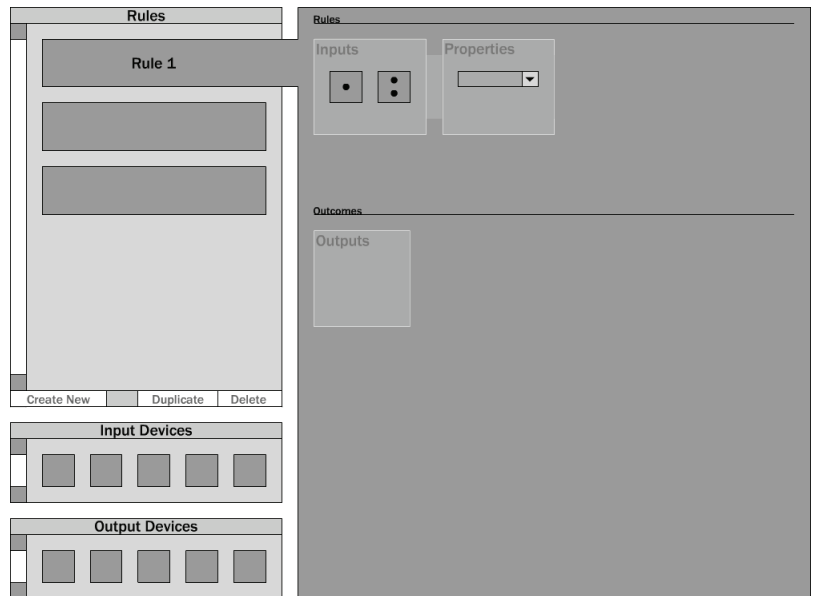 Rules
Rule 1
Create New
Duplicate
Delete
Input Devices
Output Devices
Rules
Inputs
Properties
Outcomes
Outputs